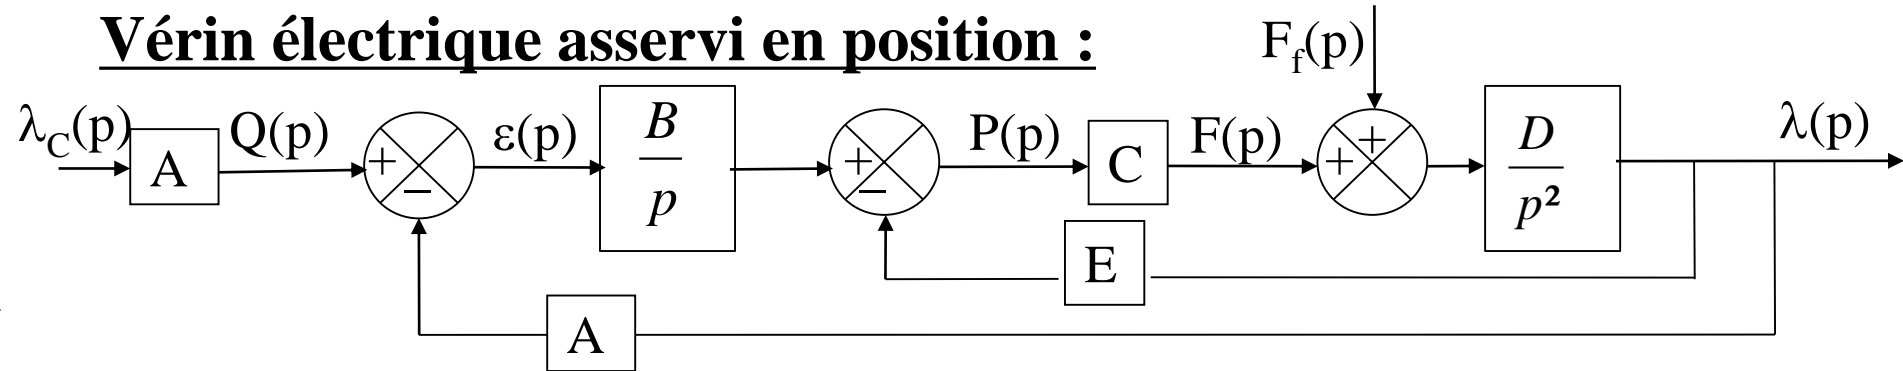 Vérin électrique asservi en position :
F_f(p)
λ_C(p) A Q(p) + − ε(p) B/p + − P(p) C F(p) + + D/p² λ(p)
E
A